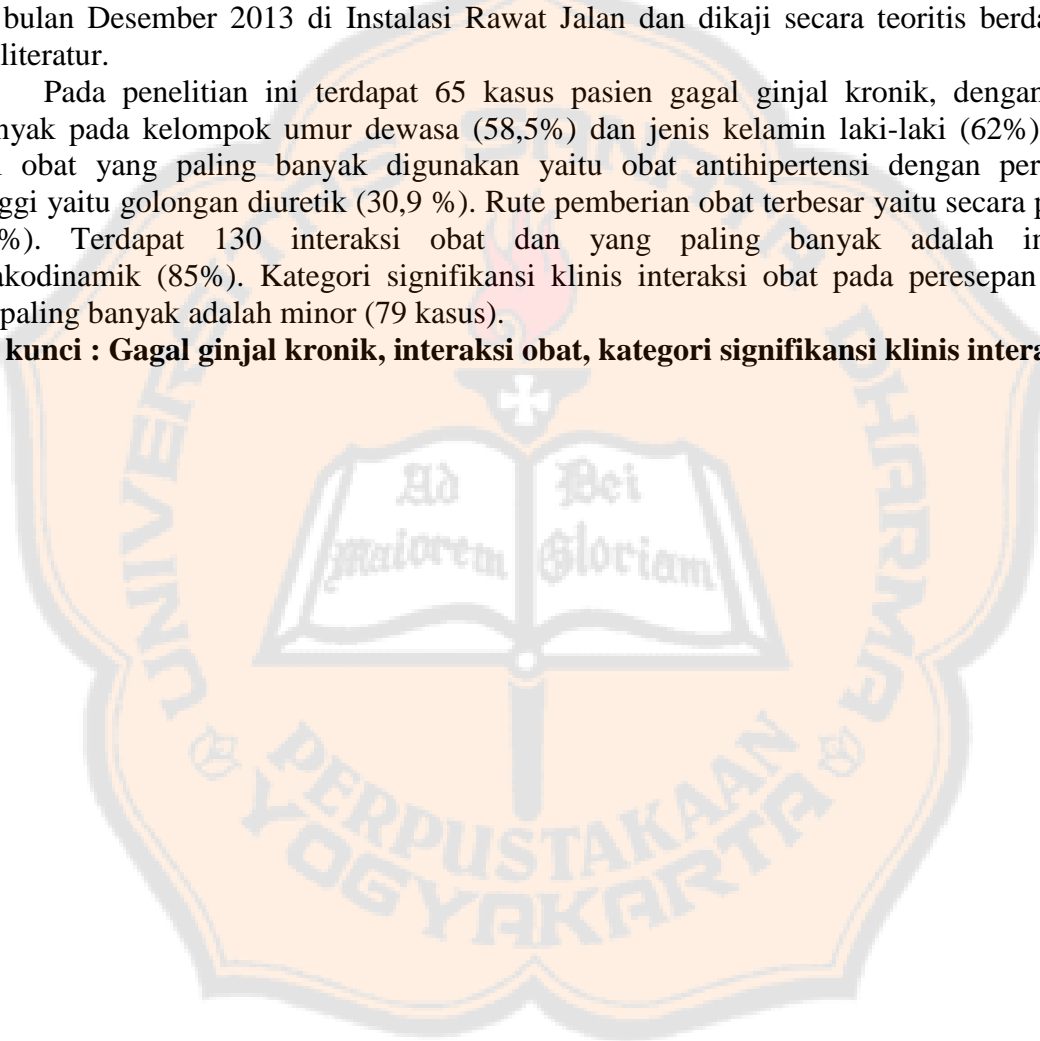 bulan Desember 2013 di Instalasi Rawat Jalan dan dikaji secara teoritis berda
literatur.
Pada penelitian ini terdapat 65 kasus pasien gagal ginjal kronik, dengan
nyak pada kelompok umur dewasa (58,5%) dan jenis kelamin laki-laki (62%)
obat yang paling banyak digunakan yaitu obat antihipertensi dengan per
ggi yaitu golongan diuretik (30,9 %). Rute pemberian obat terbesar yaitu secara p
%). Terdapat 130 interaksi obat dan yang paling banyak adalah in
akodinamik (85%). Kategori signifikansi klinis interaksi obat pada peresepan
paling banyak adalah minor (79 kasus).
kunci : Gagal ginjal kronik, interaksi obat, kategori signifikansi klinis intera
UNIVERSITAS SANATA DHARMA
Ad Dei
Maiorem Gloriam
PERPUSTAKAAN
YOGYAKARTA